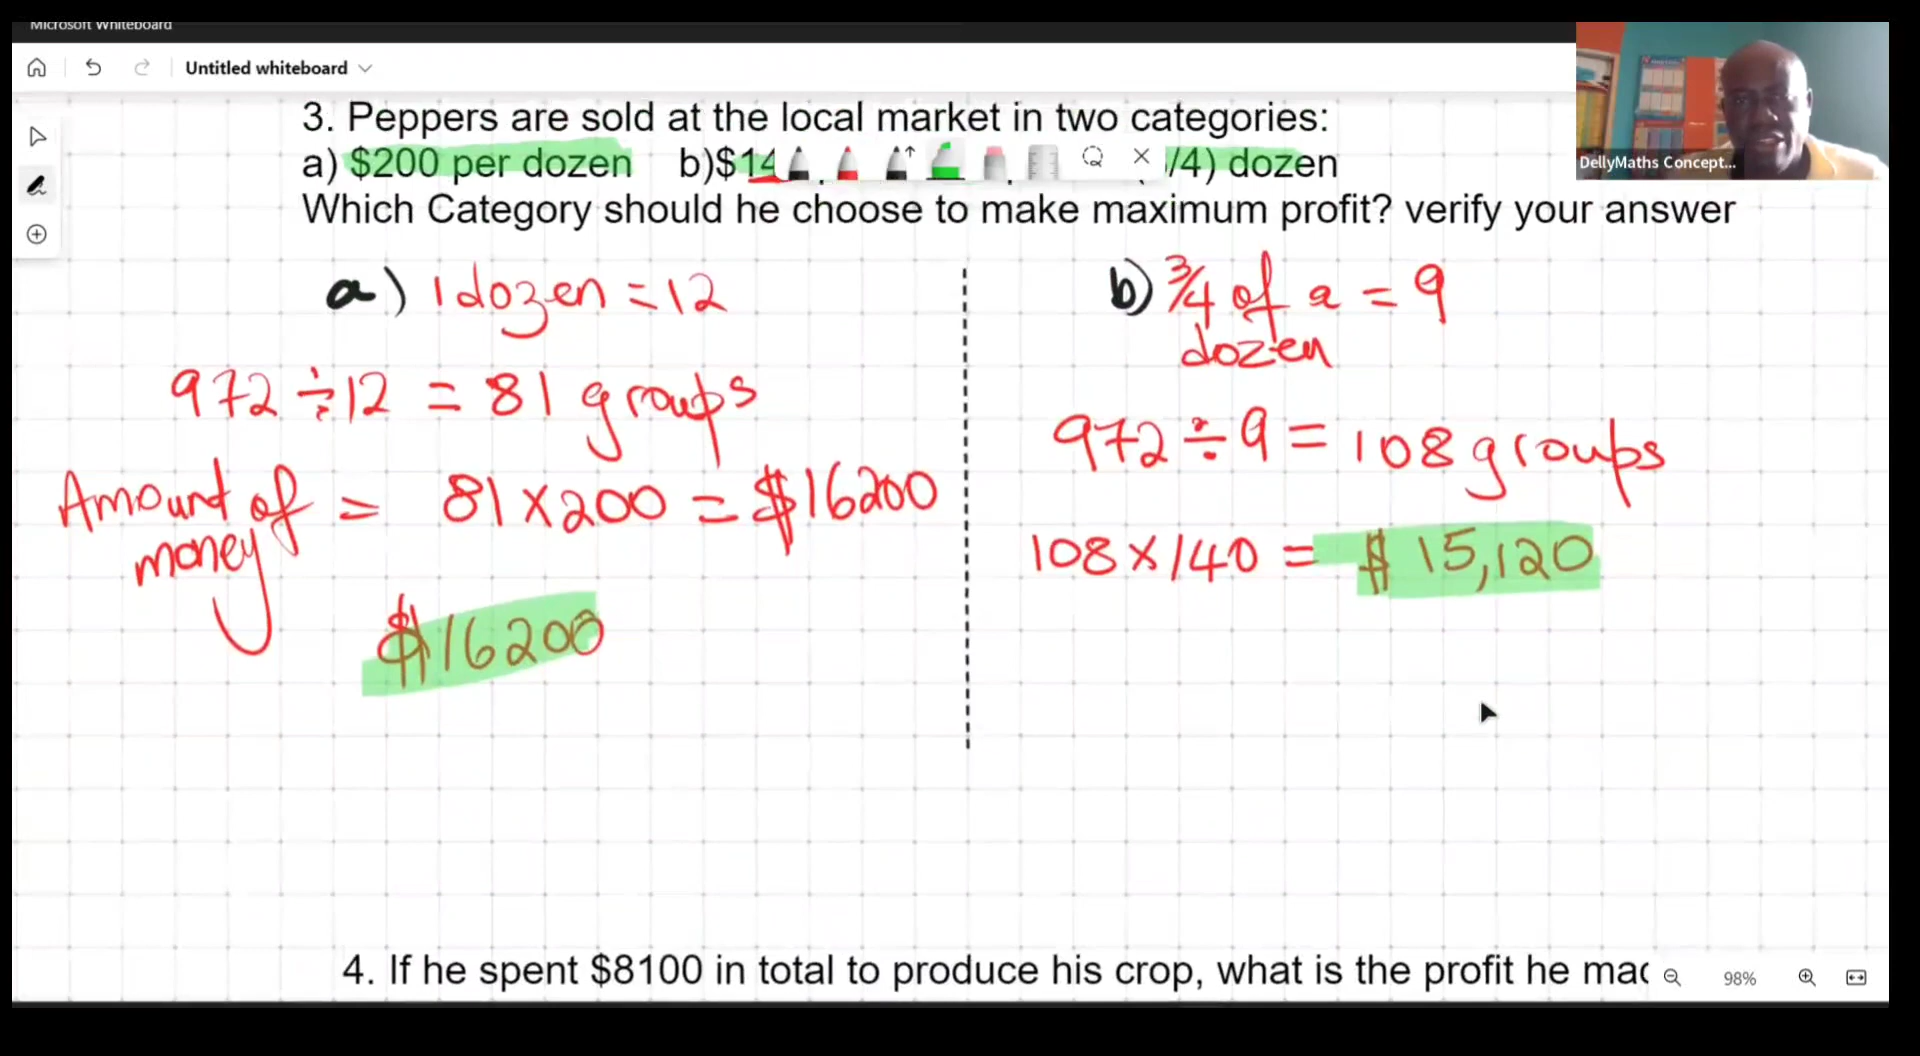 Microsoft Whiteboard
Untitled whiteboard
DellyMaths Concept...
3. Peppers are sold at the local market in two categories:
a) $200 per dozen b)$14 /4) dozen
Which Category should he choose to make maximum profit? verify your answer
a) 1 dozen = 12
972 ÷ 12 = 81 groups
Amount of money = 81 x 200 = $16200
$16200
b) 3/4 of a dozen = 9
972 ÷ 9 = 108 groups
108 x 140 = $ 15,120
4. If he spent $8100 in total to produce his crop, what is the profit he
98%